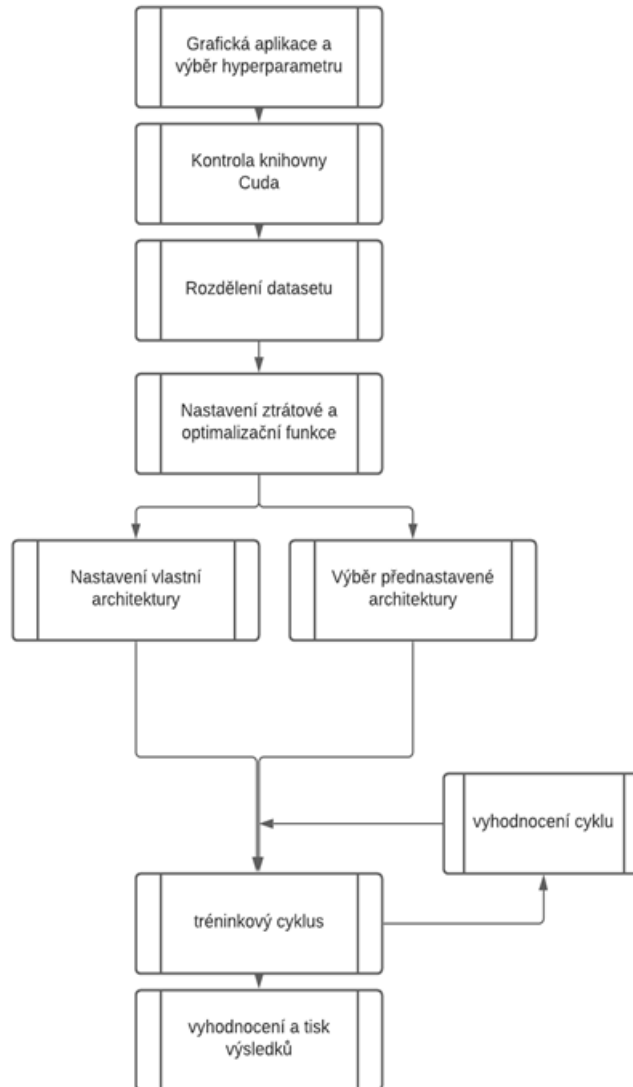 Grafická aplikace a
výběr hyperparametru
Kontrola knihovny
Cuda
Rozdělení datasetu
Nastavení ztrátové a
optimalizační funkce
Nastavení vlastní
architektury
Výběr přednastavené
architektury
vyhodnocení cyklu
tréninkový cyklus
vyhodnocení a tisk
výsledků